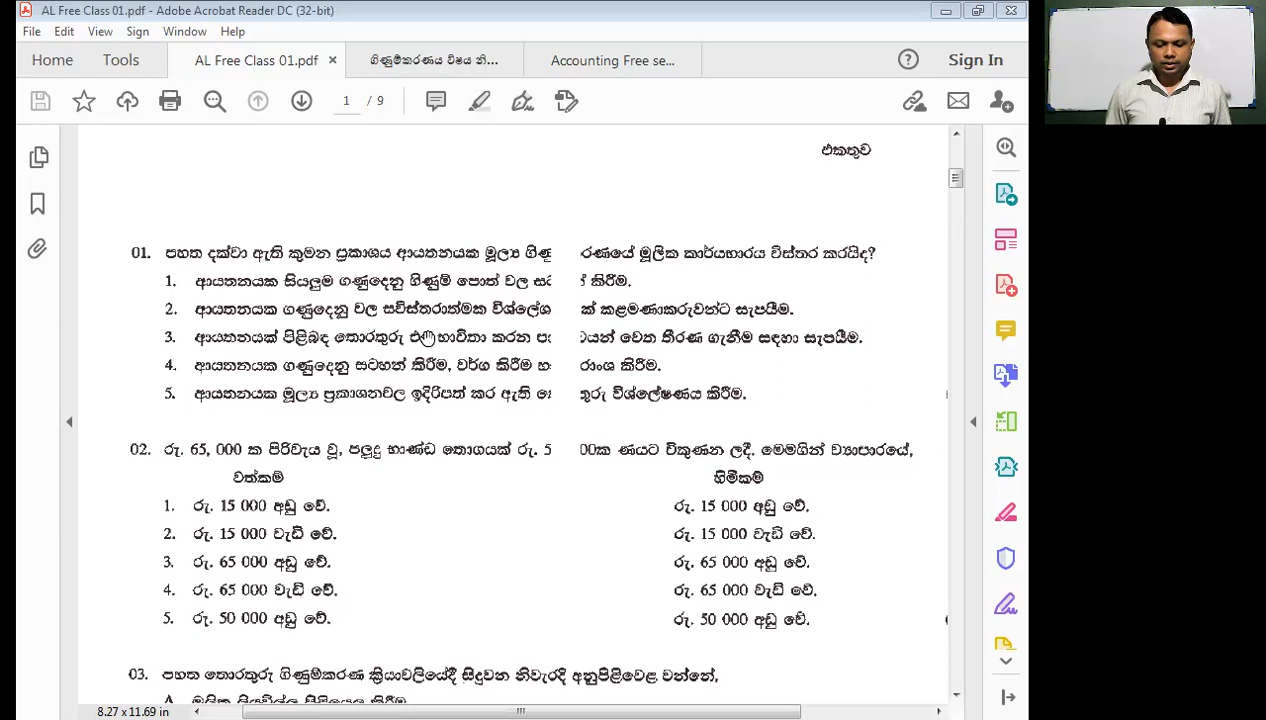 AL Free Class 01.pdf - Adobe Acrobat Reader DC (32-bit)
File Edit View Sign Window Help
Home Tools AL Free Class 01.pdf × ගිණුම්කරණය විෂය නි... Accounting Free se... Sign In
1 / 9
එකතුව
01. පහත දක්වා ඇති කුමන ප්‍රකාශය ආයතනයක මූල්‍ය ගිණු රණයේ මූලික කාර්යභාරය විස්තර කරයිද?
1. ආයතනයක සියලුම ගණුදෙනු ගිණුම් පොත් වල සට කිරීම.
2. ආයතනයක ගණුදෙනු වල සවිස්තරාත්මක විශ්ලේශ ක් කළමණාකරුවන්ට සැපයීම.
3. ආයතනයක් පිළිබඳ තොරතුරු එම භාවිතා කරන පා ටයන් වෙත තීරණ ගැනීම සඳහා සැපයීම.
4. ආයතනයක ගණුදෙනු සටහන් කිරීම, වර්ග කිරීම හ රාංශ කිරීම.
5. ආයතනයක මූල්‍ය ප්‍රකාශනවල ඉදිරිපත් කර ඇති තුරු විශ්ලේෂණය කිරීම.
02. රු. 65, 000 ක පිරිවැය වූ, පලුදු භාණ්ඩ තොගයක් රු. 5 00ක ණයට විකුණන ලදී. මෙමගින් ව්‍යාපාරයේ,
වත්කම් හිමිකම්
1. රු. 15 000 අඩු වේ. රු. 15 000 අඩු වේ.
2. රු. 15 000 වැඩි වේ. රු. 15 000 වැඩි වේ.
3. රු. 65 000 අඩු වේ. රු. 65 000 අඩු වේ.
4. රු. 65 000 වැඩි වේ. රු. 65 000 වැඩි වේ.
5. රු. 50 000 අඩු වේ. රු. 50 000 අඩු වේ.
03. පහත තොරතුරු ගිණුම්කරණ ක්‍රියාවලියේදී සිදුවන නිවැරදි අනුපිළිවෙළ වන්නේ,
8.27 x 11.69 in